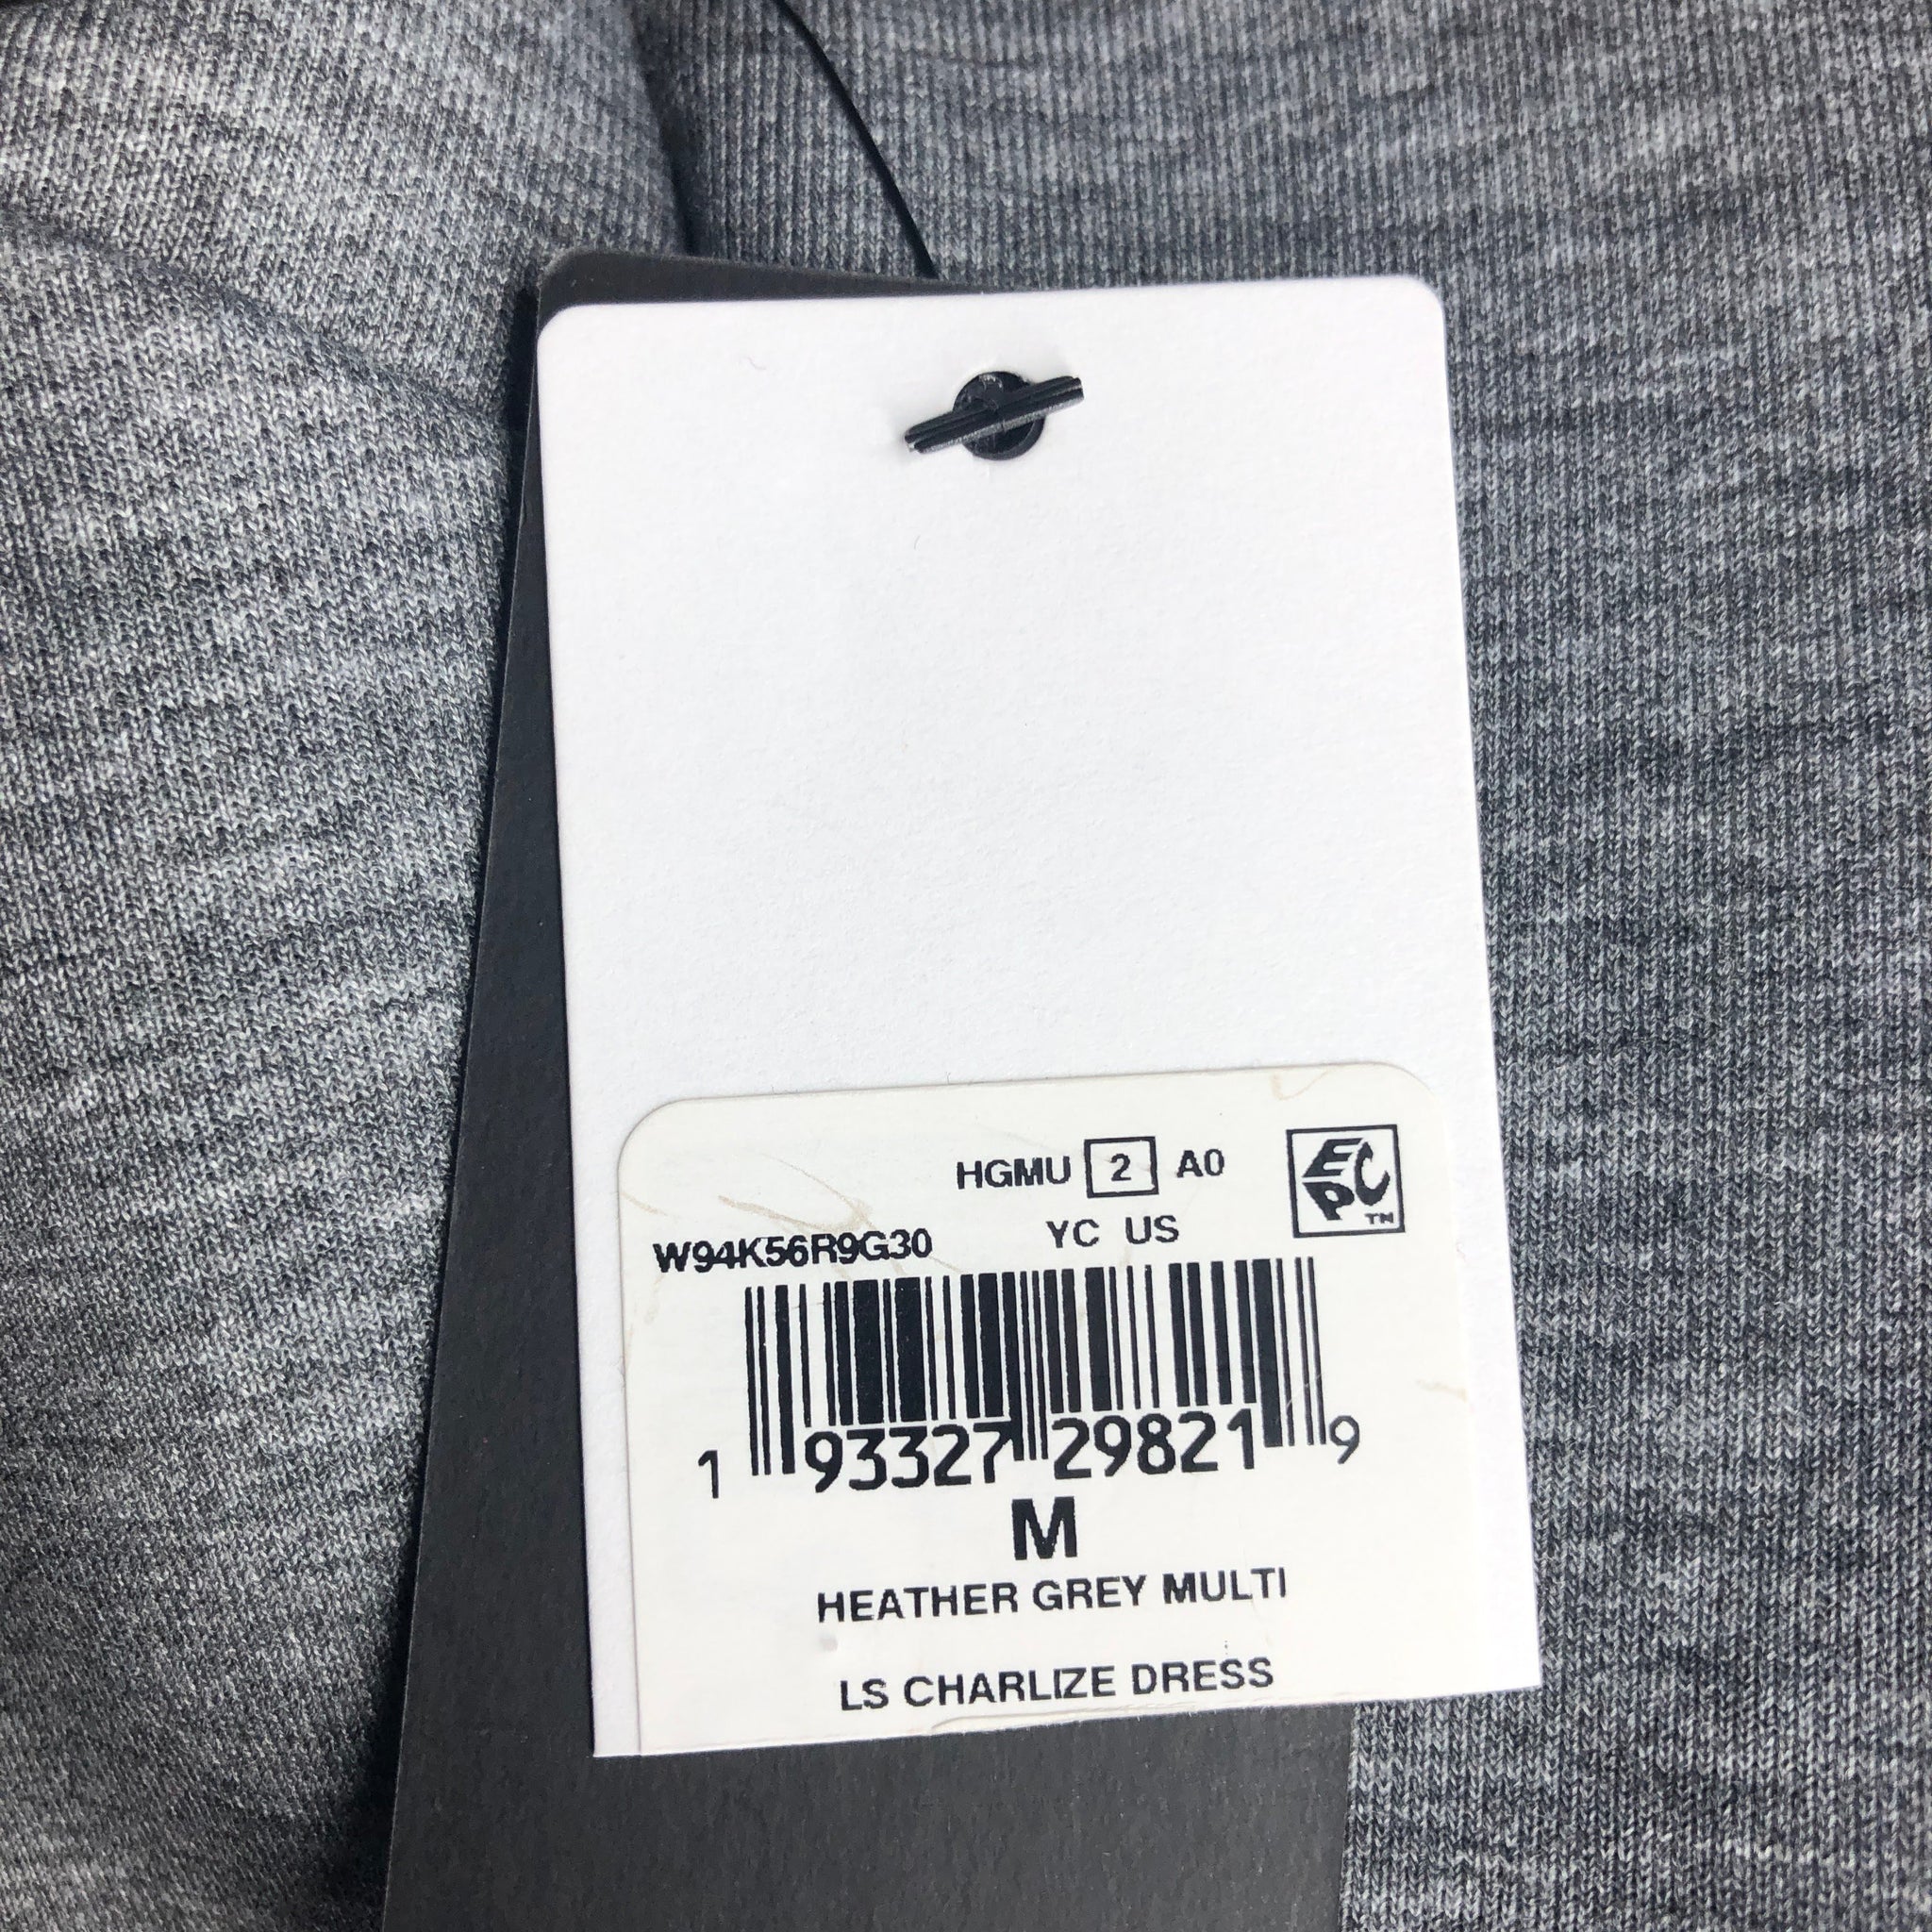 HGMU 2 A0
EPC TM
W94K56R9G30
YC US
1 93327 29821 9
M
HEATHER GREY MULTI
LS CHARLIZE DRESS